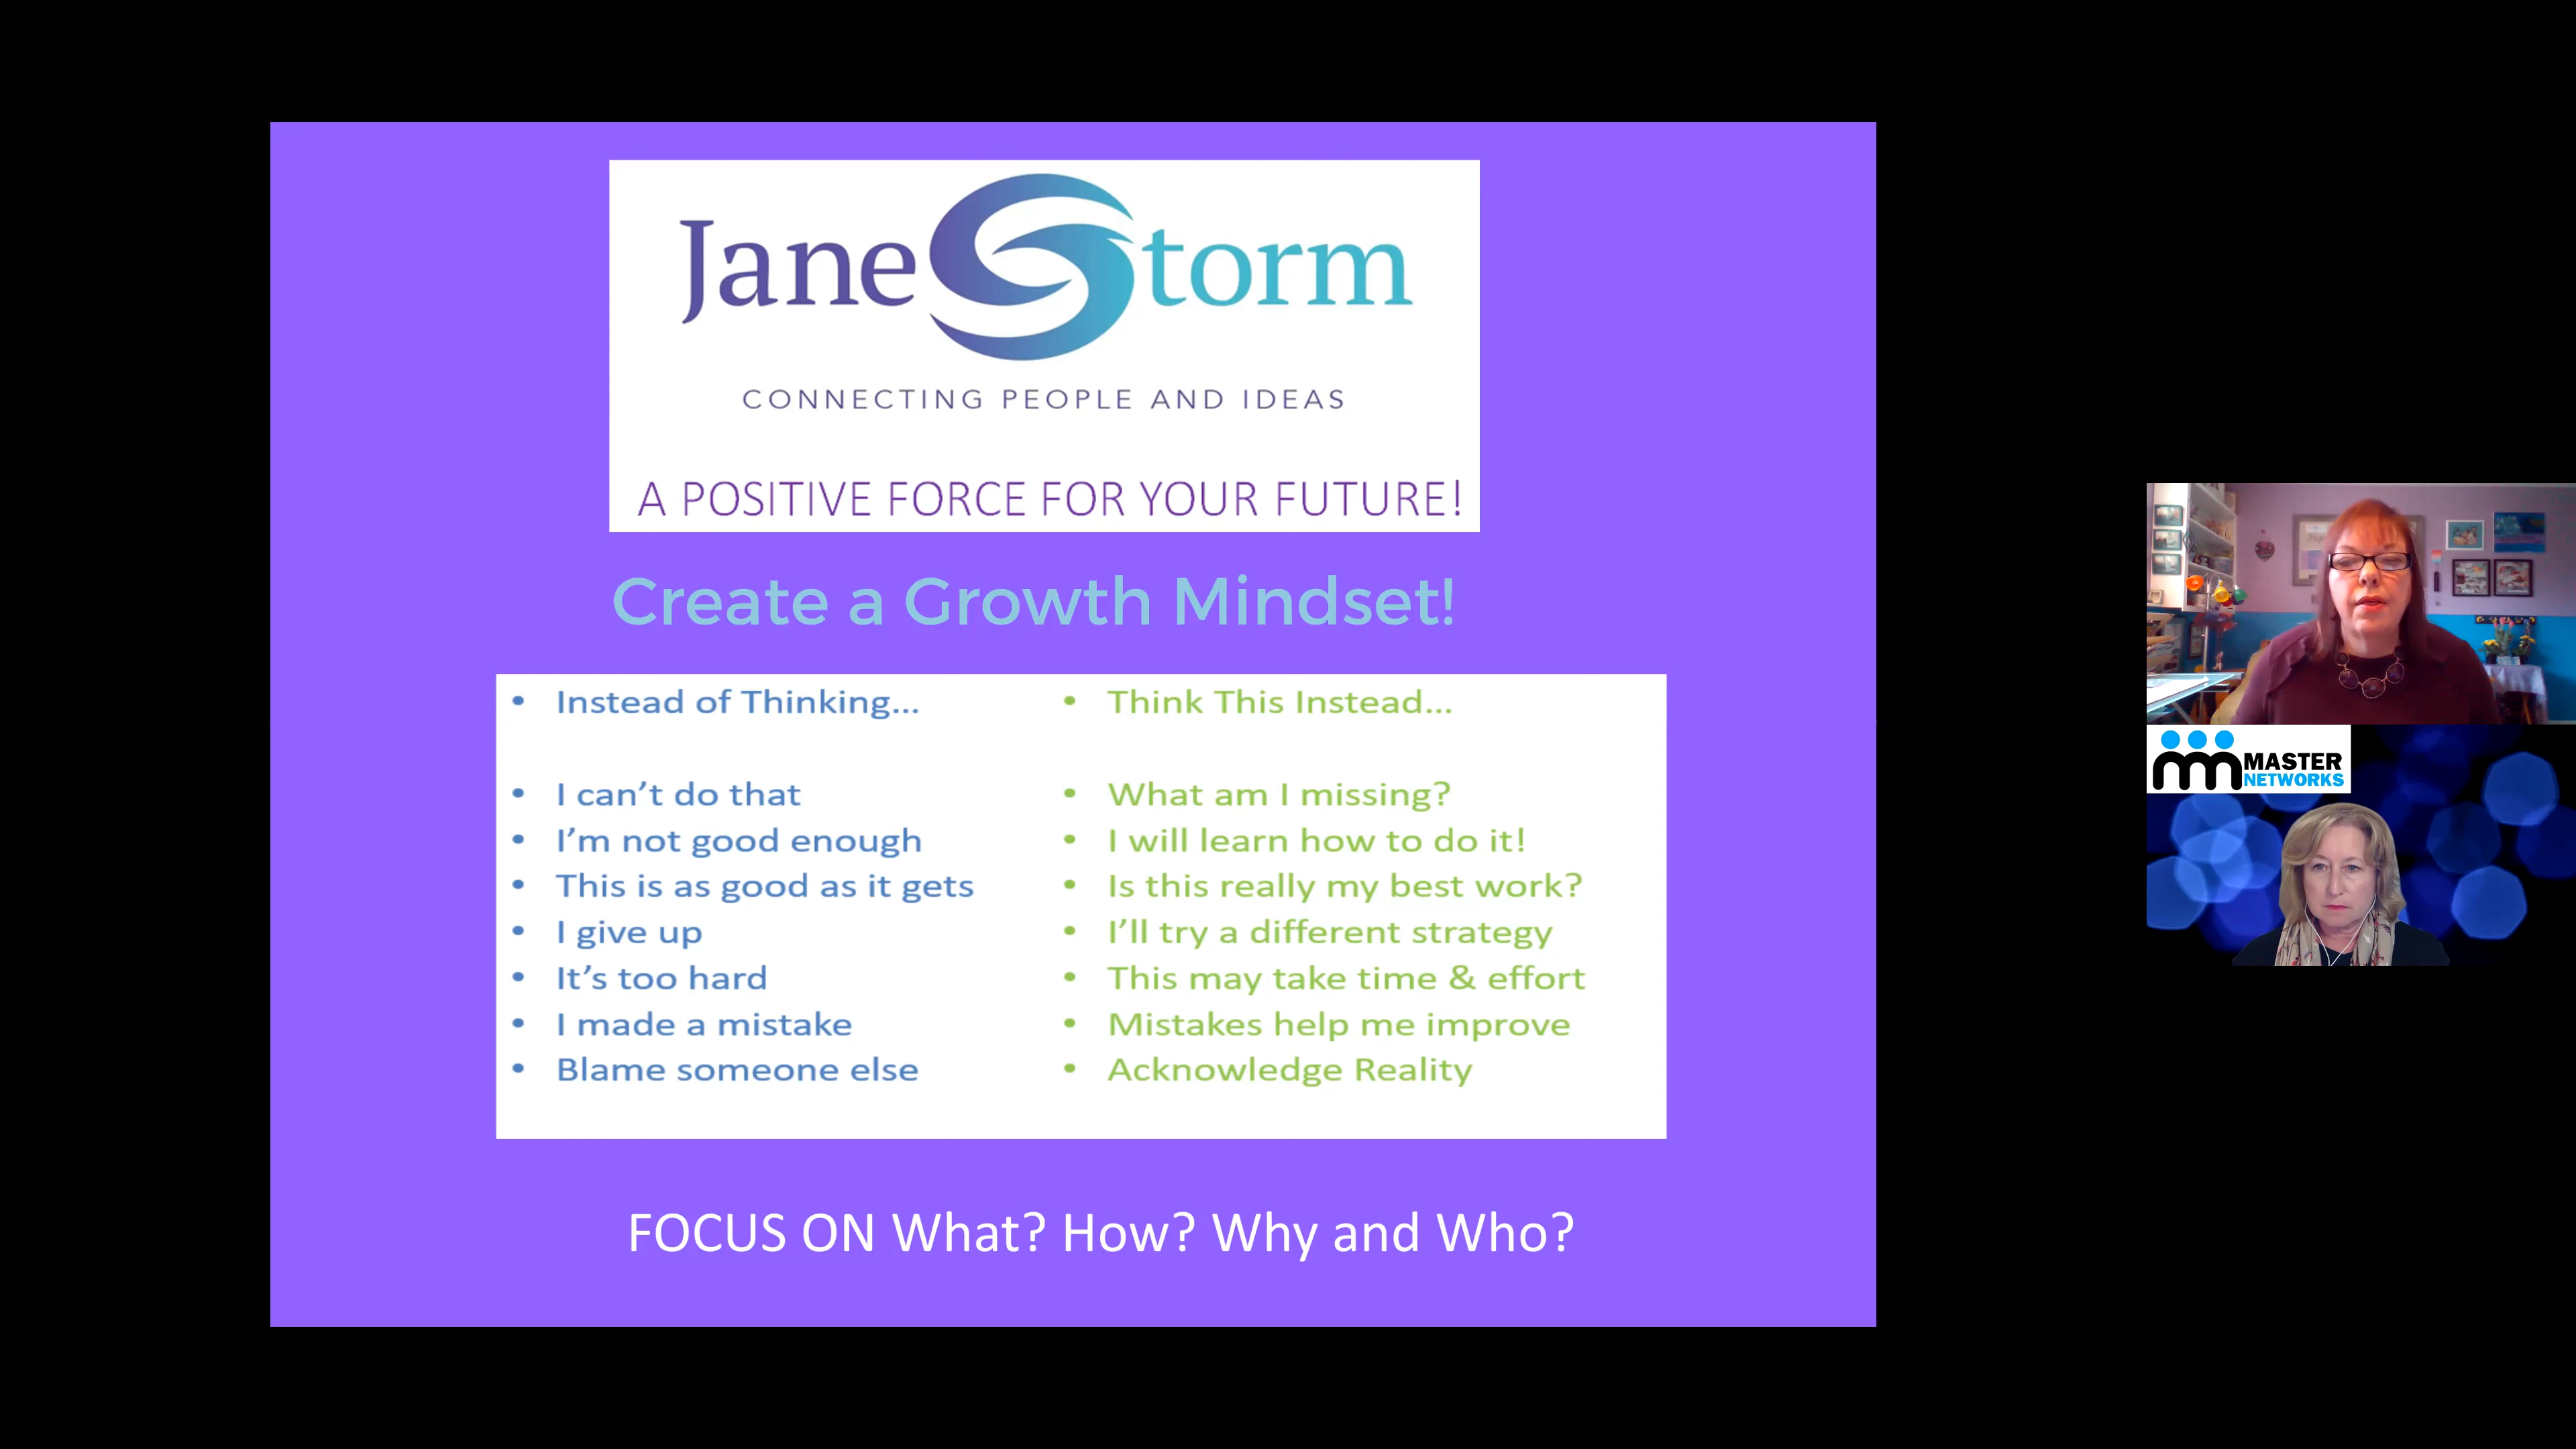 JaneStorm
CONNECTING PEOPLE AND IDEAS
A POSITIVE FORCE FOR YOUR FUTURE!
Create a Growth Mindset!
• Instead of Thinking...
• I can’t do that
• I’m not good enough
• This is as good as it gets
• I give up
• It’s too hard
• I made a mistake
• Blame someone else
• Think This Instead...
• What am I missing?
• I will learn how to do it!
• Is this really my best work?
• I’ll try a different strategy
• This may take time & effort
• Mistakes help me improve
• Acknowledge Reality
FOCUS ON What? How? Why and Who?
MASTER
NETWORKS